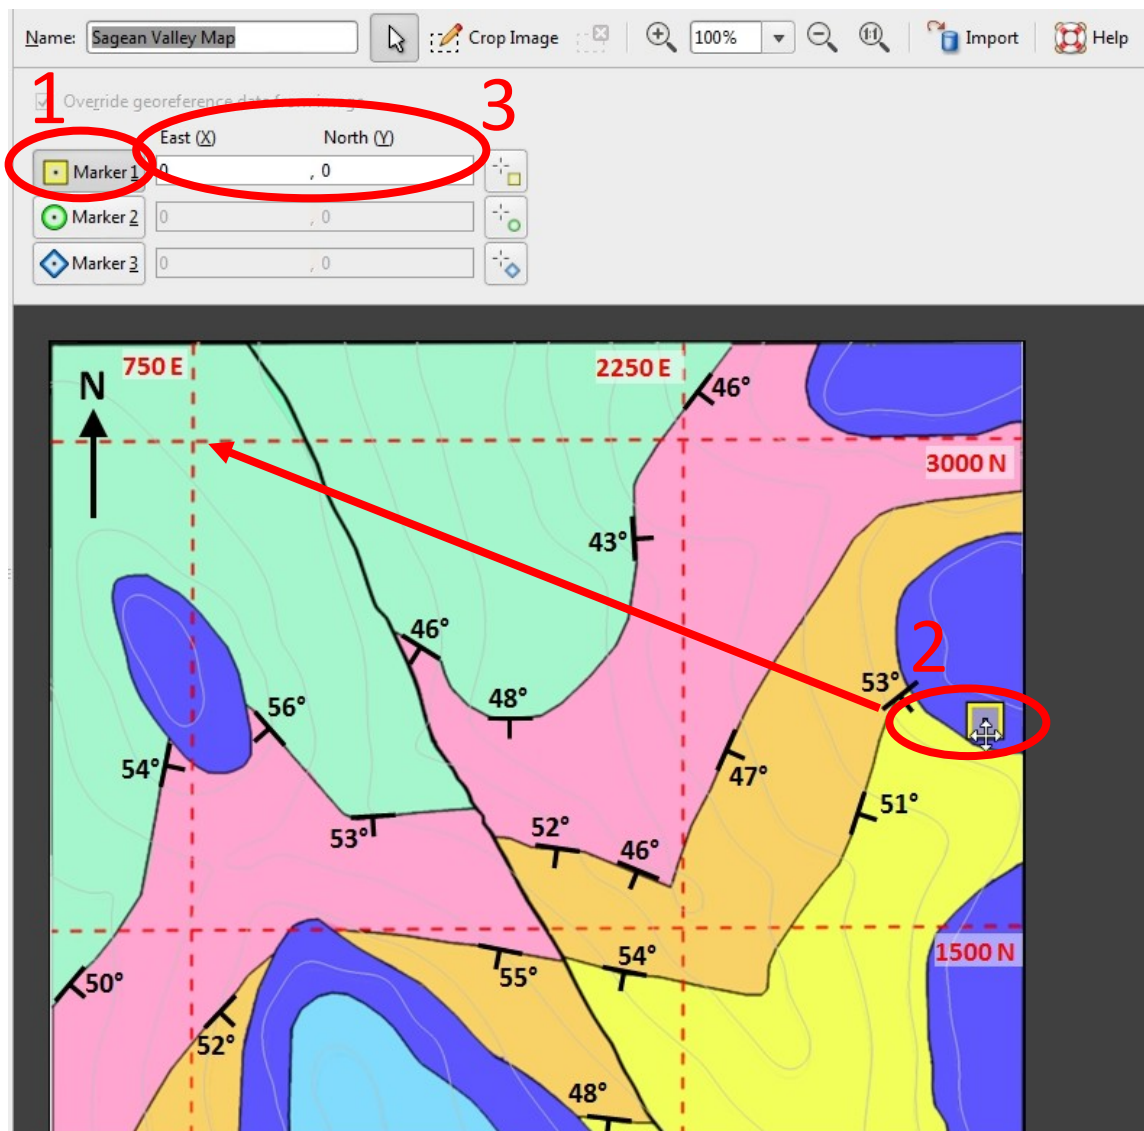 Name: Sagean Valley Map Crop Image 100% 1:1 Import Help
1 3
Override georeference data from image
East (X) North (Y)
Marker 1 0 , 0
Marker 2 0 , 0
Marker 3 0 , 0
750 E 2250 E
N 46°
3000 N
43°
46°
2
53°
48°
56°
54° 47°
51°
53° 52°
46°
1500 N
54°
55°
50°
52°
48°